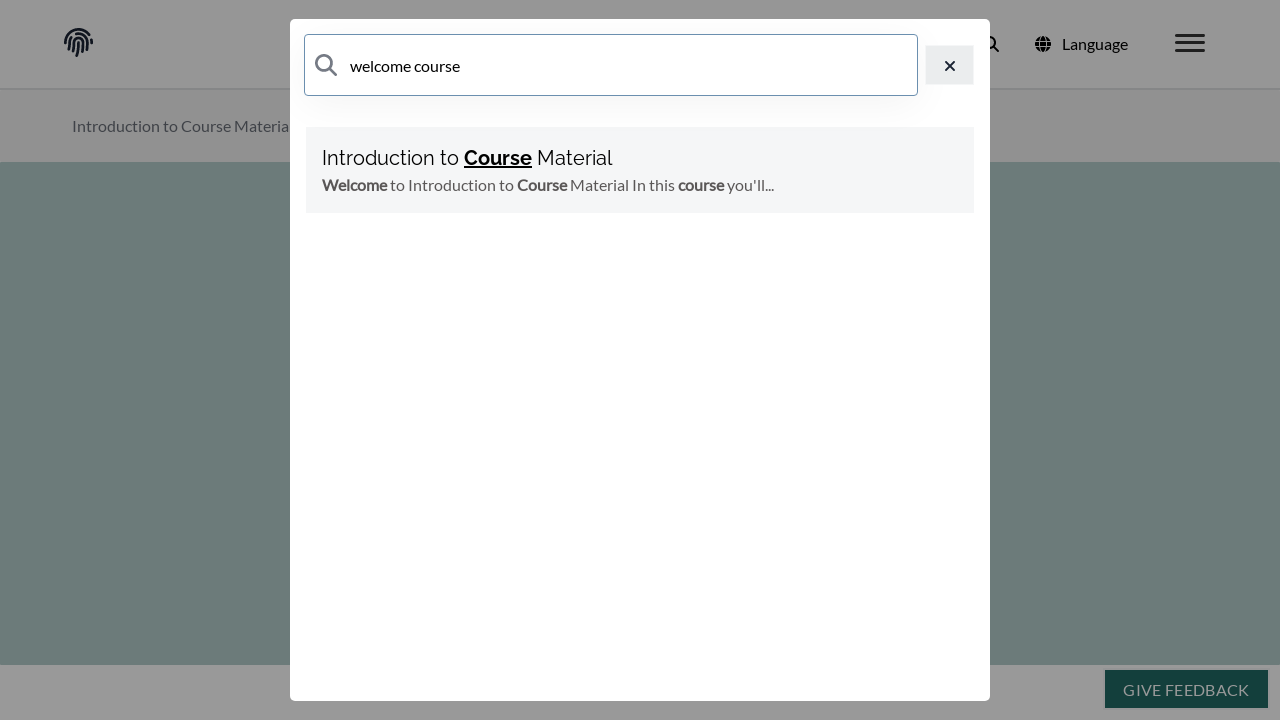 welcome course
Language
Introduction to Course Materia
Introduction to Course Material
Welcome to Introduction to Course Material In this course you'll...
GIVE FEEDBACK